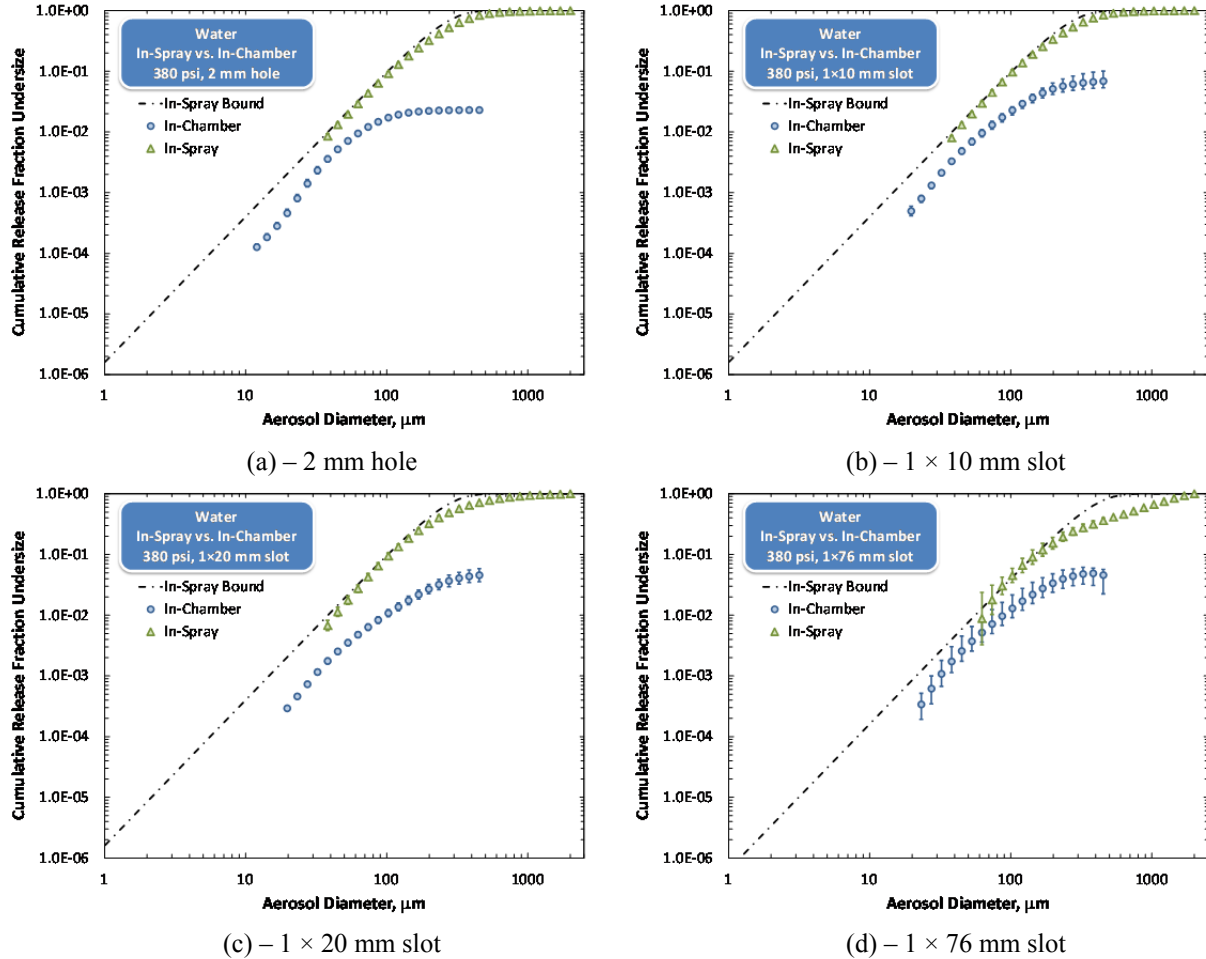 Cumulative Release Fraction Undersize
1.0E+00
1.0E-01
1.0E-02
1.0E-03
1.0E-04
1.0E-05
1.0E-06
Water
In-Spray vs. In-Chamber
380 psi, 2 mm hole
In-Spray Bound
In-Chamber
In-Spray
1 10 100 1000
Aerosol Diameter, μm
(a) – 2 mm hole
Cumulative Release Fraction Undersize
1.0E+00
1.0E-01
1.0E-02
1.0E-03
1.0E-04
1.0E-05
1.0E-06
Water
In-Spray vs. In-Chamber
380 psi, 1×10 mm slot
In-Spray Bound
In-Chamber
In-Spray
1 10 100 1000
Aerosol Diameter, μm
(b) – 1 × 10 mm slot
Cumulative Release Fraction Undersize
1.0E+00
1.0E-01
1.0E-02
1.0E-03
1.0E-04
1.0E-05
1.0E-06
Water
In-Spray vs. In-Chamber
380 psi, 1×20 mm slot
In-Spray Bound
In-Chamber
In-Spray
1 10 100 1000
Aerosol Diameter, μm
(c) – 1 × 20 mm slot
Cumulative Release Fraction Undersize
1.0E+00
1.0E-01
1.0E-02
1.0E-03
1.0E-04
1.0E-05
1.0E-06
Water
In-Spray vs. In-Chamber
380 psi, 1×76 mm slot
In-Spray Bound
In-Chamber
In-Spray
1 10 100 1000
Aerosol Diameter, μm
(d) – 1 × 76 mm slot